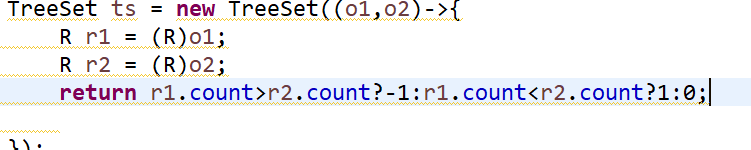 TreeSet ts = new TreeSet((o1,o2)->{
R r1 = (R)o1;
R r2 = (R)o2;
return r1.count>r2.count?-1:r1.count<r2.count?1:0;
});